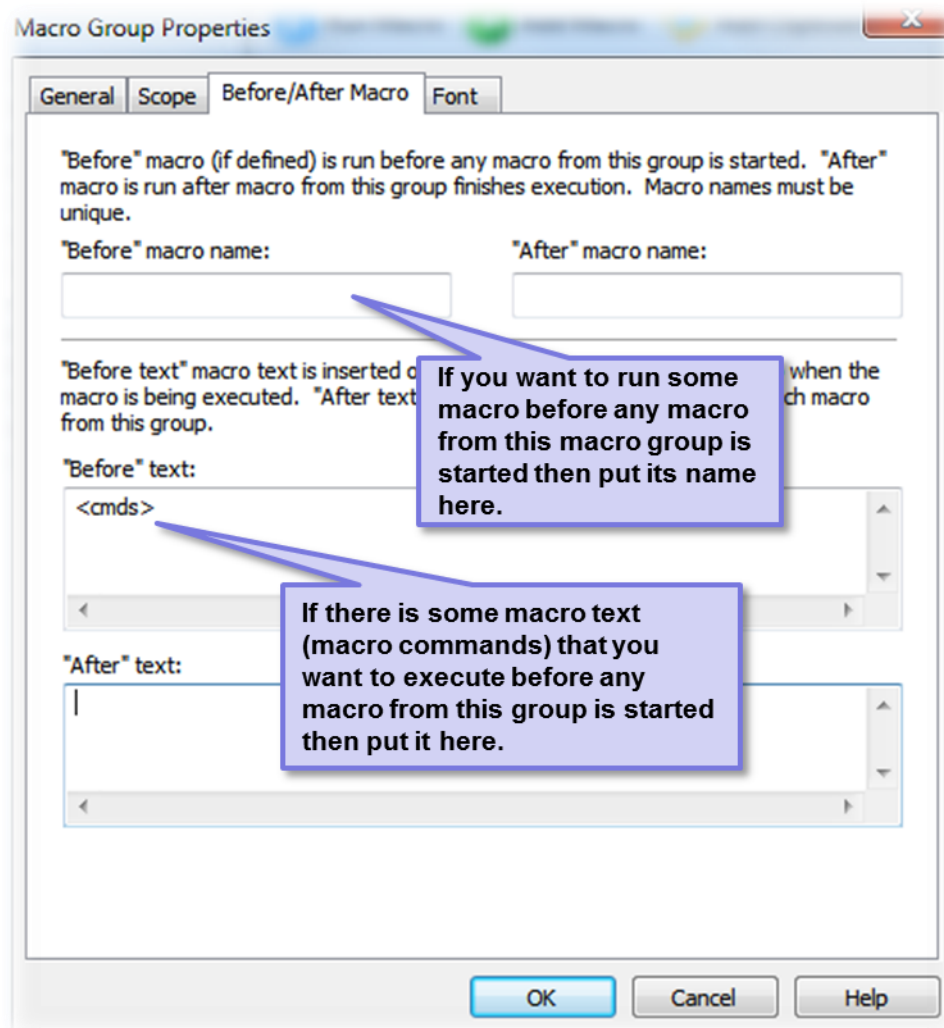 Macro Group Properties
General Scope Before/After Macro Font
"Before" macro (if defined) is run before any macro from this group is started. "After"
macro is run after macro from this group finishes execution. Macro names must be
unique.
"Before" macro name: "After" macro name:
"Before text" macro text is inserted when the
macro is being executed. "After text macro
from this group.
If you want to run some
macro before any macro
from this macro group is
started then put its name
here.
"Before" text:
<cmds>
If there is some macro text
(macro commands) that you
want to execute before any
macro from this group is started
then put it here.
"After" text:
OK Cancel Help